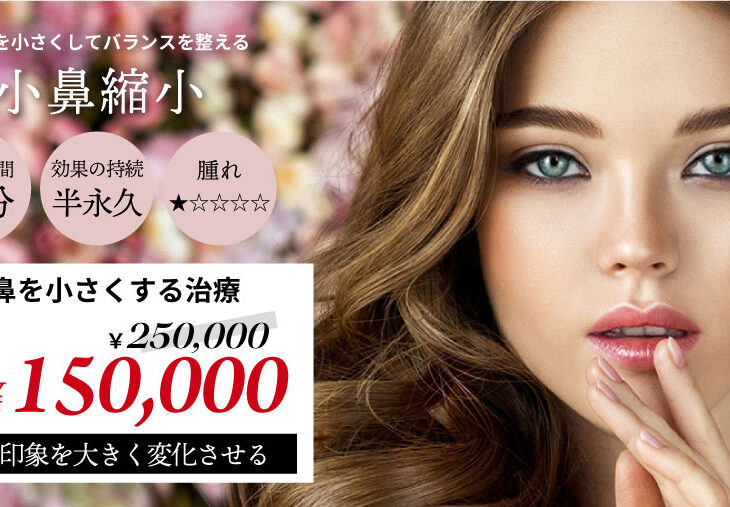 を小さくしてバランスを整える
小鼻縮小
間
分
効果の持続
半永久
腫れ
★☆☆☆☆
鼻を小さくする治療
¥250,000
¥150,000
印象を大きく変化させる